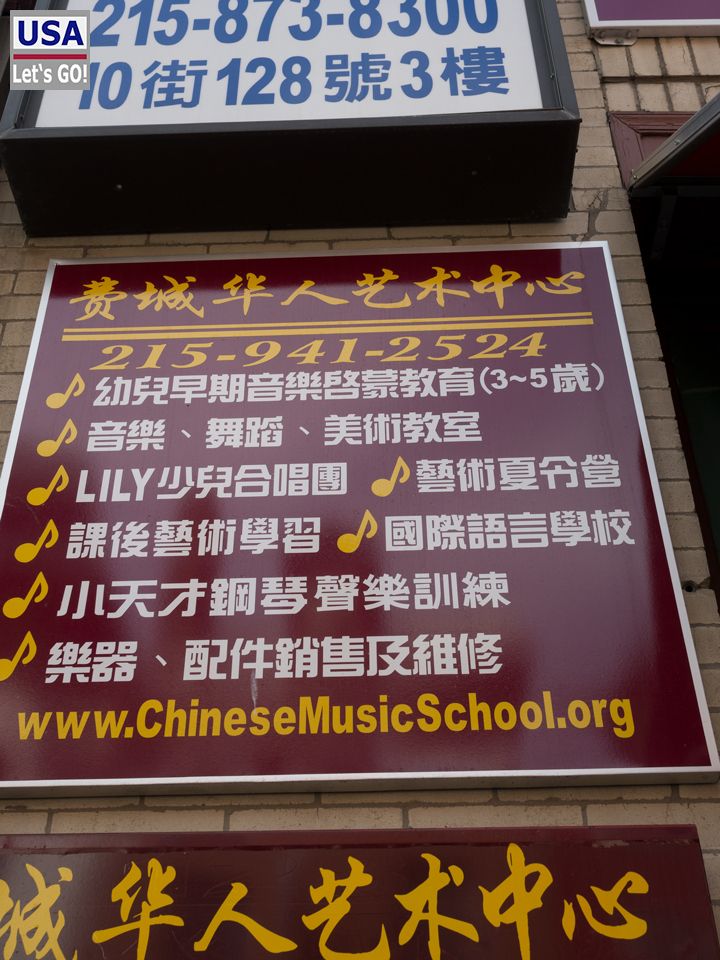 USA
Let's GO!
215-873-8300
10街128號3樓
费城华人艺术中心
215-941-2524
幼兒早期音樂啓蒙教育(3~5歲)
音樂、舞蹈、美術教室
LILY少兒合唱團 藝術夏令營
課後藝術學習 國際語言學校
小天才鋼琴聲樂訓練
樂器、配件銷售及維修
www.ChineseMusicSchool.org
城华人艺术中心